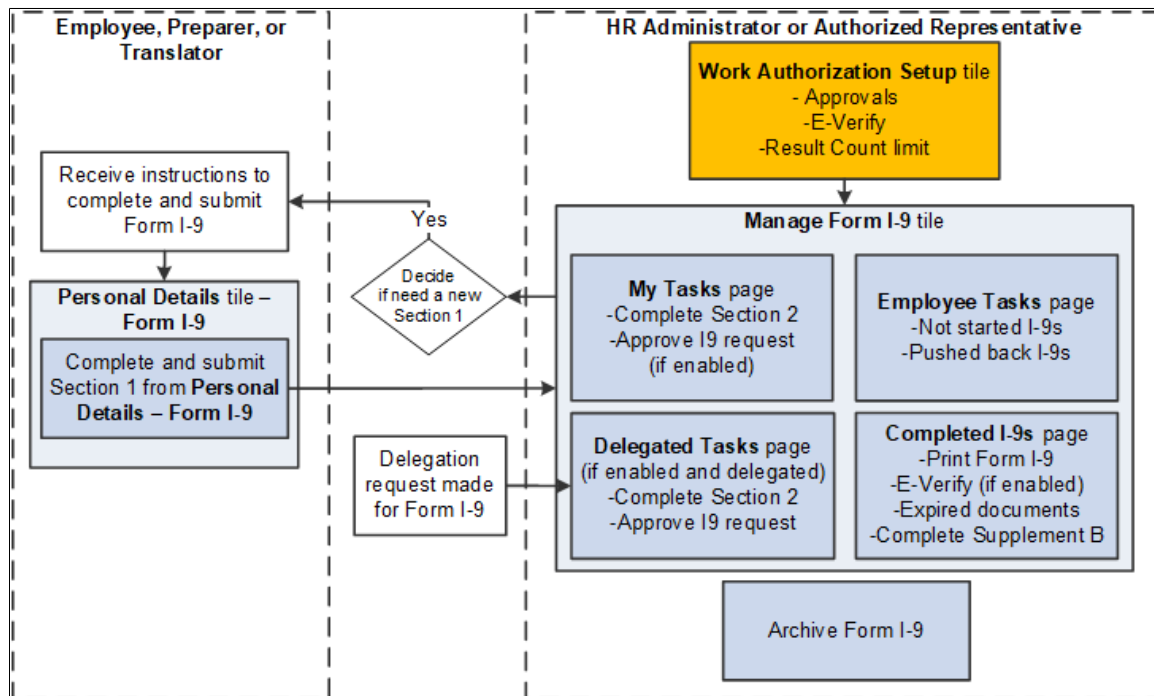 Employee, Preparer, or
Translator
HR Administrator or Authorized Representative
Work Authorization Setup tile
- Approvals
-E-Verify
-Result Count limit
Receive instructions to
complete and submit
Form I-9
Yes
Decide
if need a new
Section 1
Manage Form I-9 tile
My Tasks page
-Complete Section 2
-Approve I9 request
(if enabled)
Employee Tasks page
-Not started I-9s
-Pushed back I-9s
Personal Details tile –
Form I-9
Complete and submit
Section 1 from Personal
Details – Form I-9
Delegation
request made
for Form I-9
Delegated Tasks page
(if enabled and delegated)
-Complete Section 2
-Approve I9 request
Completed I-9s page
-Print Form I-9
-E-Verify (if enabled)
-Expired documents
-Complete Supplement B
Archive Form I-9